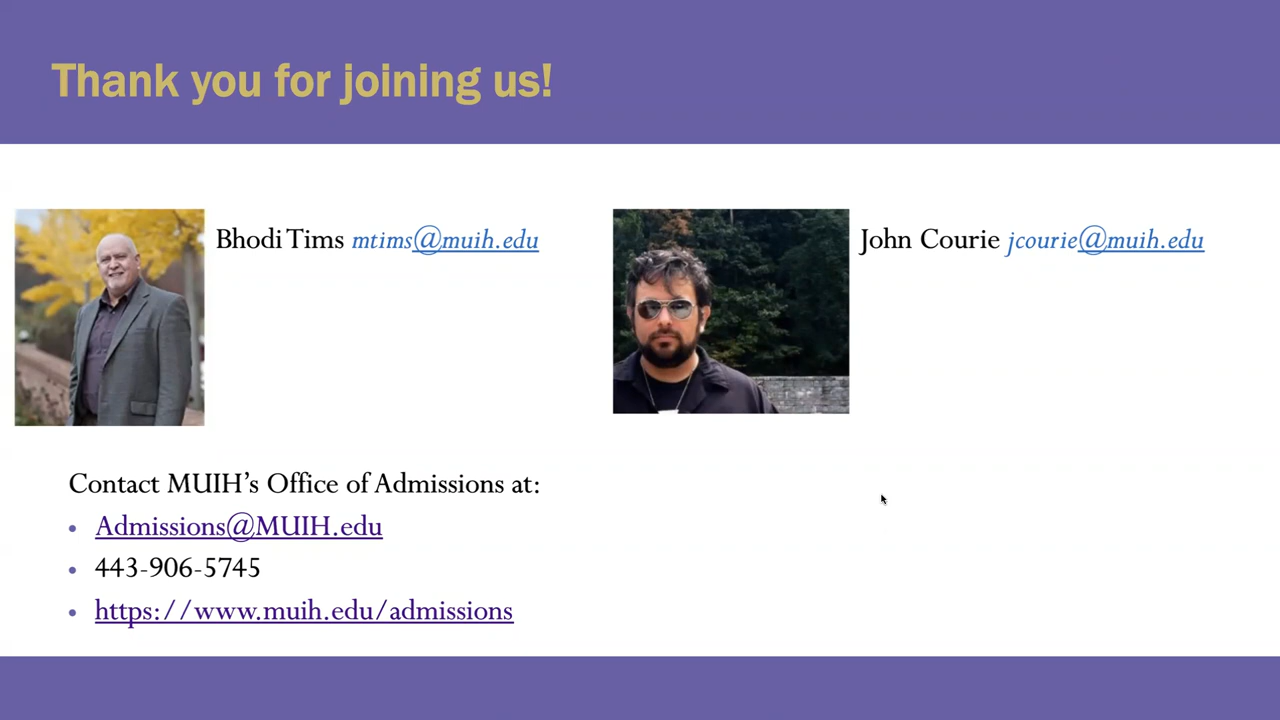 Thank you for joining us!
Bhodi Tims mtims@muih.edu
John Courie jcourie@muih.edu
Contact MUIH’s Office of Admissions at:
• Admissions@MUIH.edu
• 443-906-5745
• https://www.muih.edu/admissions